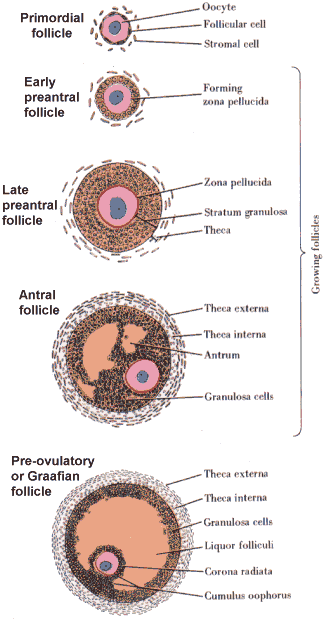 Primordial
follicle
Oocyte
Follicular cell
Stromal cell
Early
preantral
follicle
Forming
zona pellucida
Late
preantral
follicle
Zona pellucida
Stratum granulosa
Theca
Growing follicles
Antral
follicle
Theca externa
Theca interna
Antrum
Granulosa cells
Pre-ovulatory
or Graafian
follicle
Theca externa
Theca interna
Granulosa cells
Liquor folliculi
Corona radiata
Cumulus oophorus